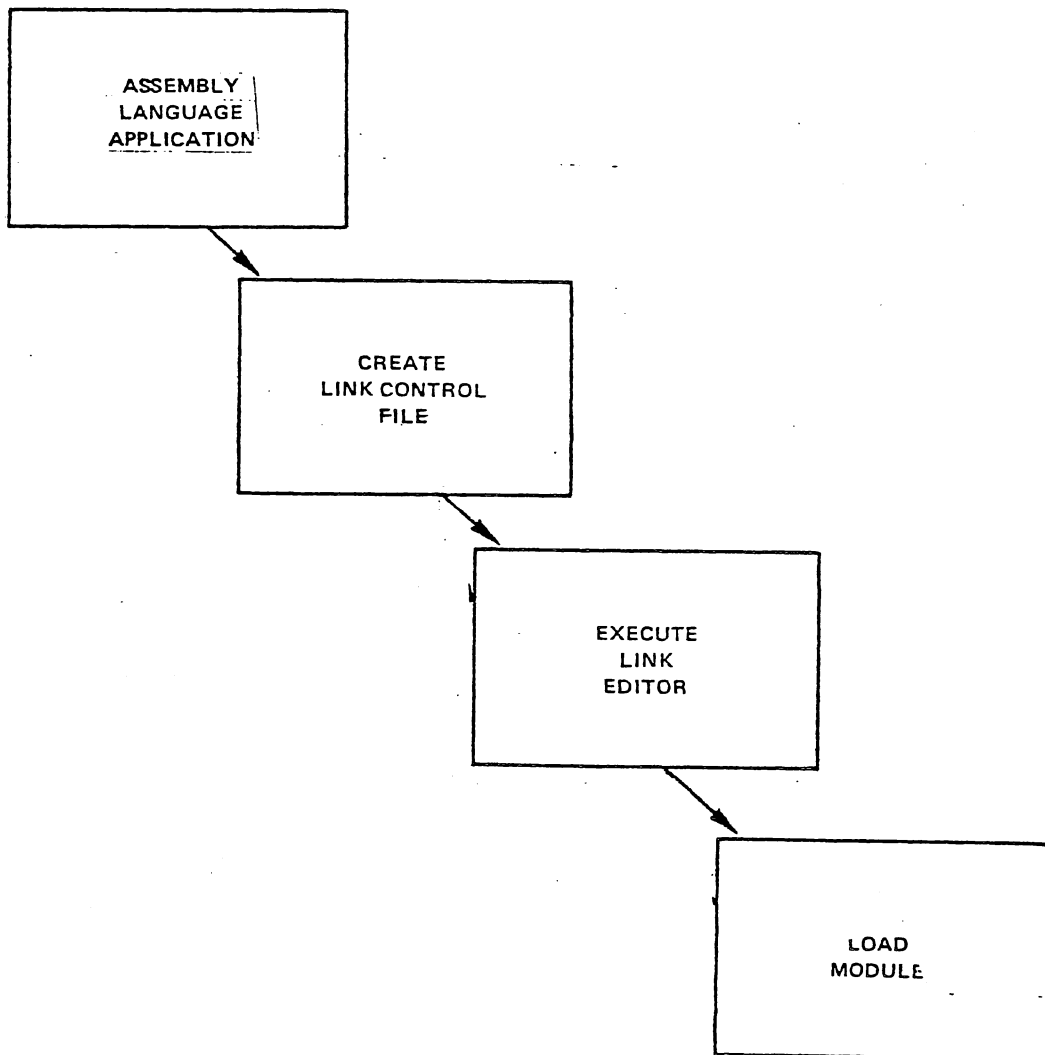 ASSEMBLY
LANGUAGE
APPLICATION
CREATE
LINK CONTROL
FILE
EXECUTE
LINK
EDITOR
LOAD
MODULE